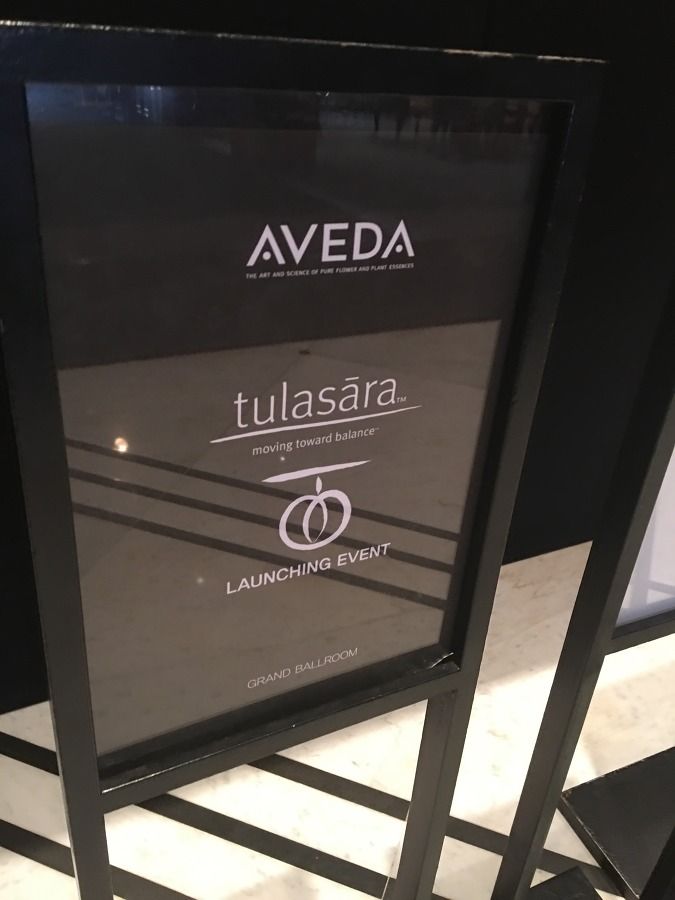 AVEDA
THE ART AND SCIENCE OF PURE FLOWER AND PLANT ESSENCES
tulasāra™
moving toward balance™
LAUNCHING EVENT
GRAND BALLROOM